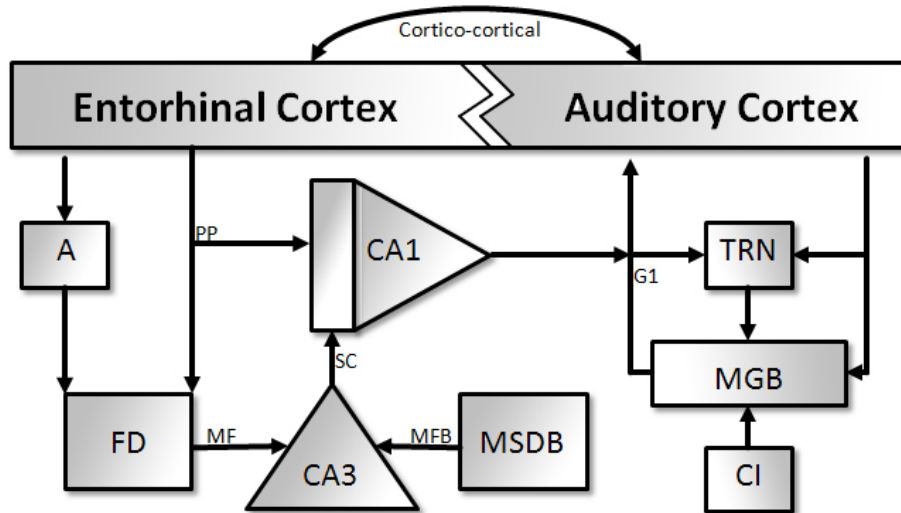 Cortico-cortical
Entorhinal Cortex
Auditory Cortex
A
PP
CA1
TRN
G1
SC
MGB
FD
MF
CA3
MFB
MSDB
CI